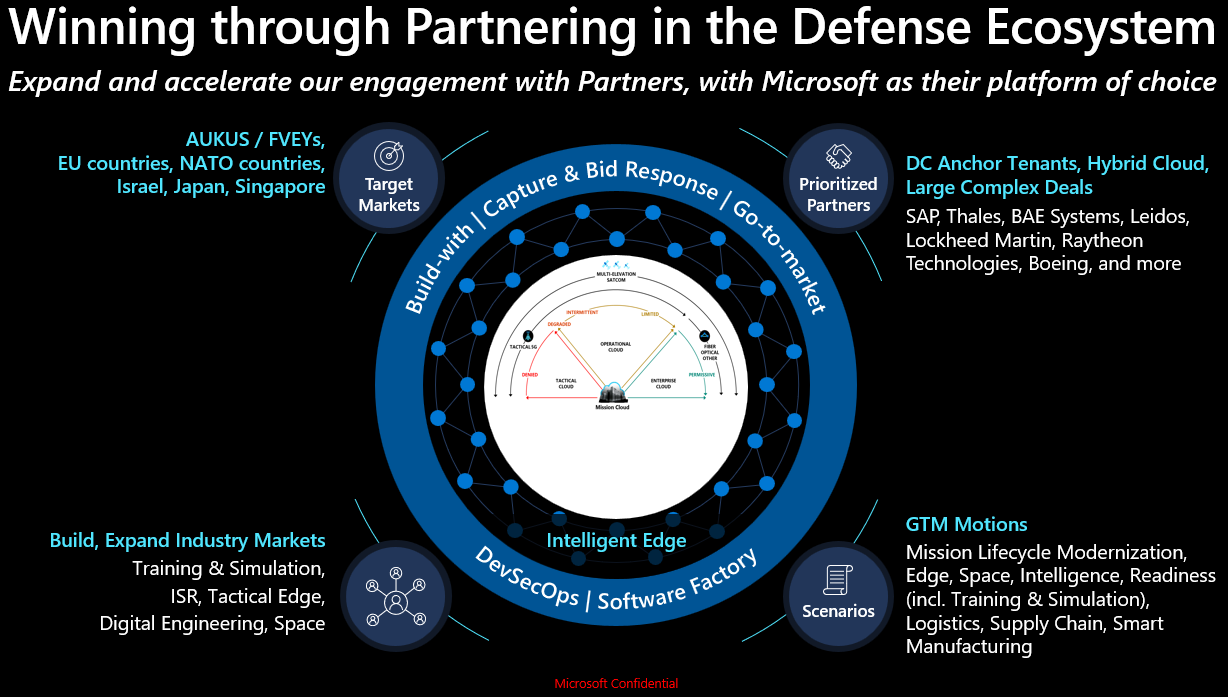 Winning through Partnering in the Defense Ecosystem
Expand and accelerate our engagement with Partners, with Microsoft as their platform of choice
AUKUS / FVEYs,
EU countries, NATO countries,
Israel, Japan, Singapore
Target
Markets
Prioritized
Partners
DC Anchor Tenants, Hybrid Cloud,
Large Complex Deals
SAP, Thales, BAE Systems, Leidos,
Lockheed Martin, Raytheon
Technologies, Boeing, and more
Build-with | Capture & Bid Response | Go-to-market
MULTI-ELEVATION
SATCOM
INTERMITTENT
LIMITED
DEGRADED
TACTICAL 5G
OPERATIONAL
CLOUD
FIBER
OPTICAL
OTHER
DENIED
TACTICAL
CLOUD
ENTERPRISE
CLOUD
PERMISSIVE
Mission Cloud
Intelligent Edge
DevSecOps | Software Factory
Build, Expand Industry Markets
Training & Simulation,
ISR, Tactical Edge,
Digital Engineering, Space
Scenarios
GTM Motions
Mission Lifecycle Modernization,
Edge, Space, Intelligence, Readiness
(incl. Training & Simulation),
Logistics, Supply Chain, Smart
Manufacturing
Microsoft Confidential